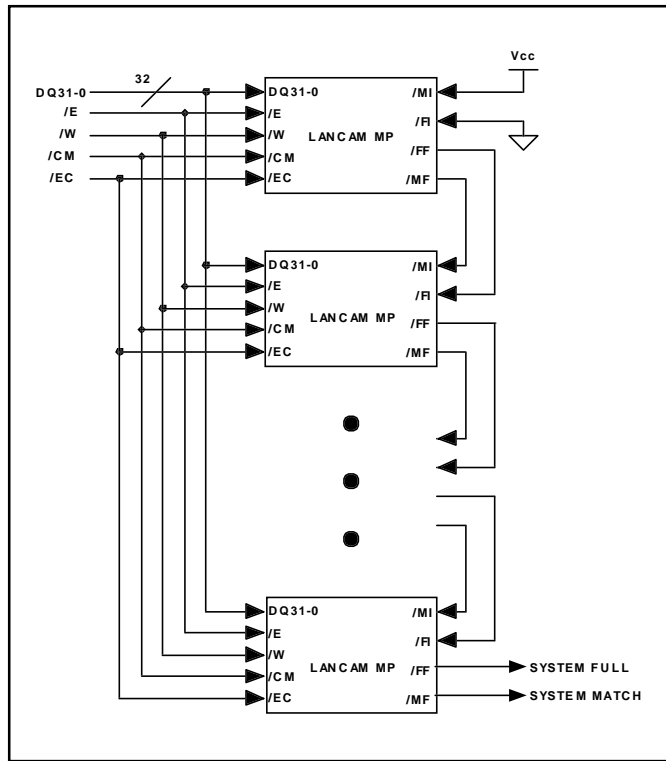 Vcc
32
DQ31-0
/E
/W
/CM
/EC
DQ31-0
/E
/W
/CM
/EC
LANCAM MP
/MI
/FI
/FF
/MF
DQ31-0
/E
/W
/CM
/EC
LANCAM MP
/MI
/FI
/FF
/MF
DQ31-0
/E
/W
/CM
/EC
LANCAM MP
/MI
/FI
/FF
/MF
SYSTEM FULL
SYSTEM MATCH